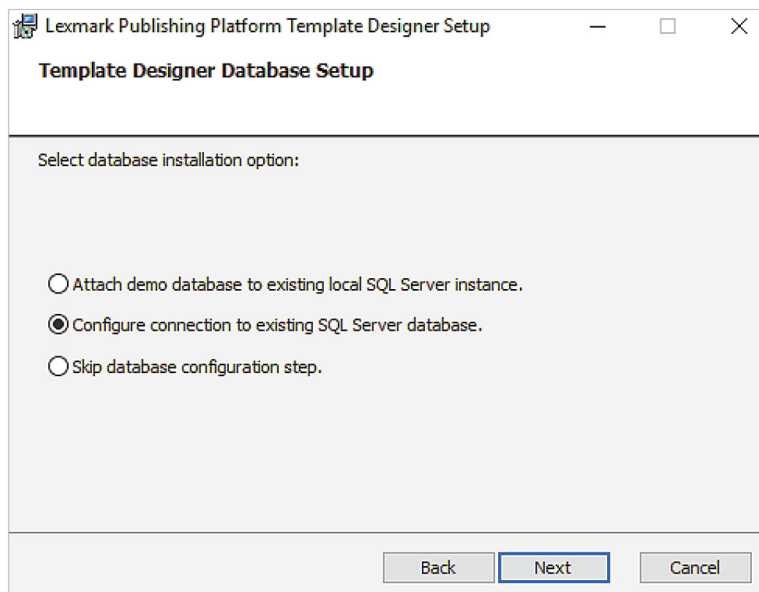 Lexmark Publishing Platform Template Designer Setup
Template Designer Database Setup
Select database installation option:
Attach demo database to existing local SQL Server instance.
Configure connection to existing SQL Server database.
Skip database configuration step.
Back Next Cancel